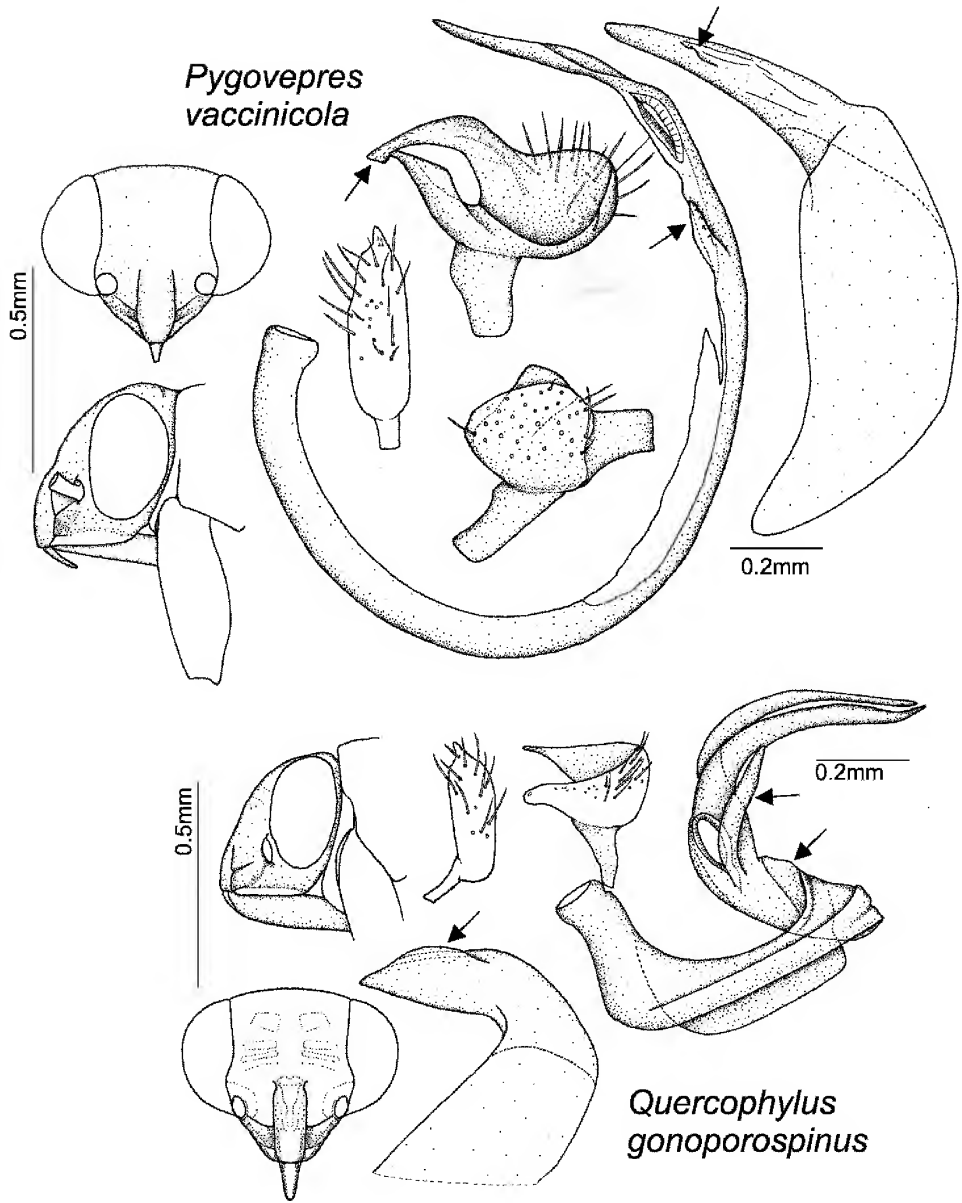 Pygovepres
vaccinicola
0.5mm
0.2mm
0.5mm
0.2mm
Quercophylus
gonoporospinus